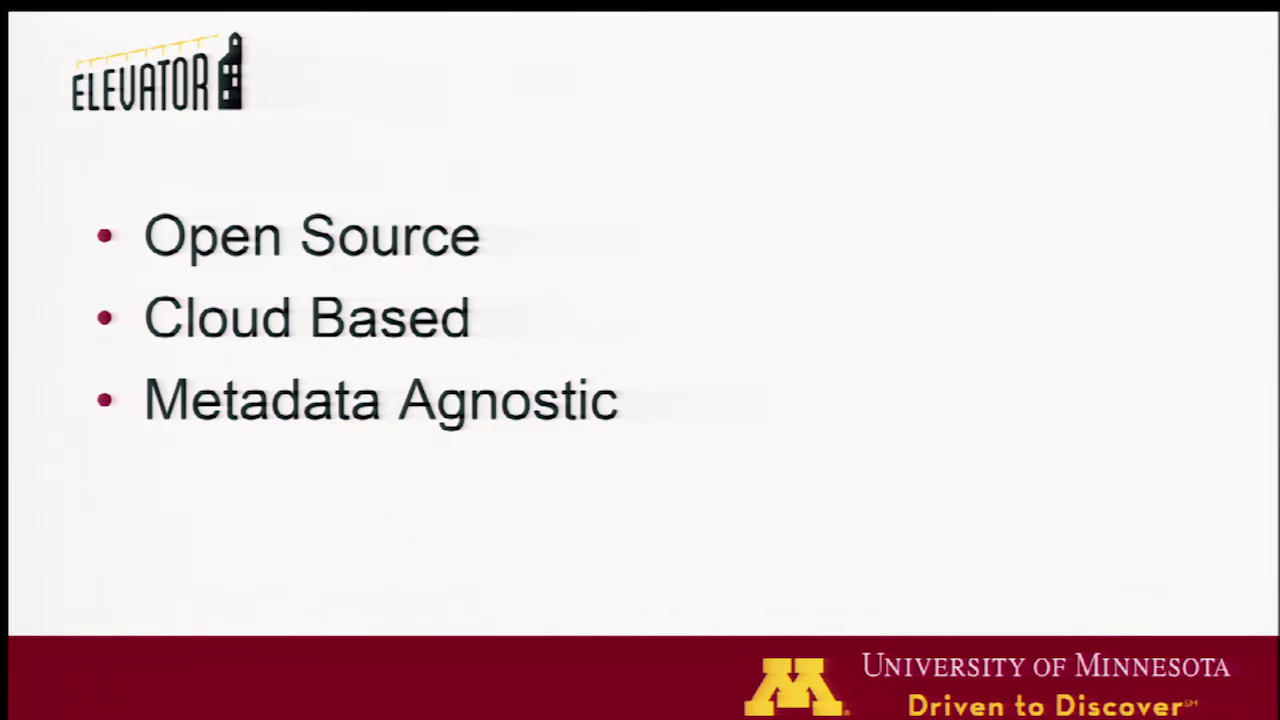 ELEVATOR
• Open Source
• Cloud Based
• Metadata Agnostic
M®
UNIVERSITY OF MINNESOTA
Driven to Discover℠